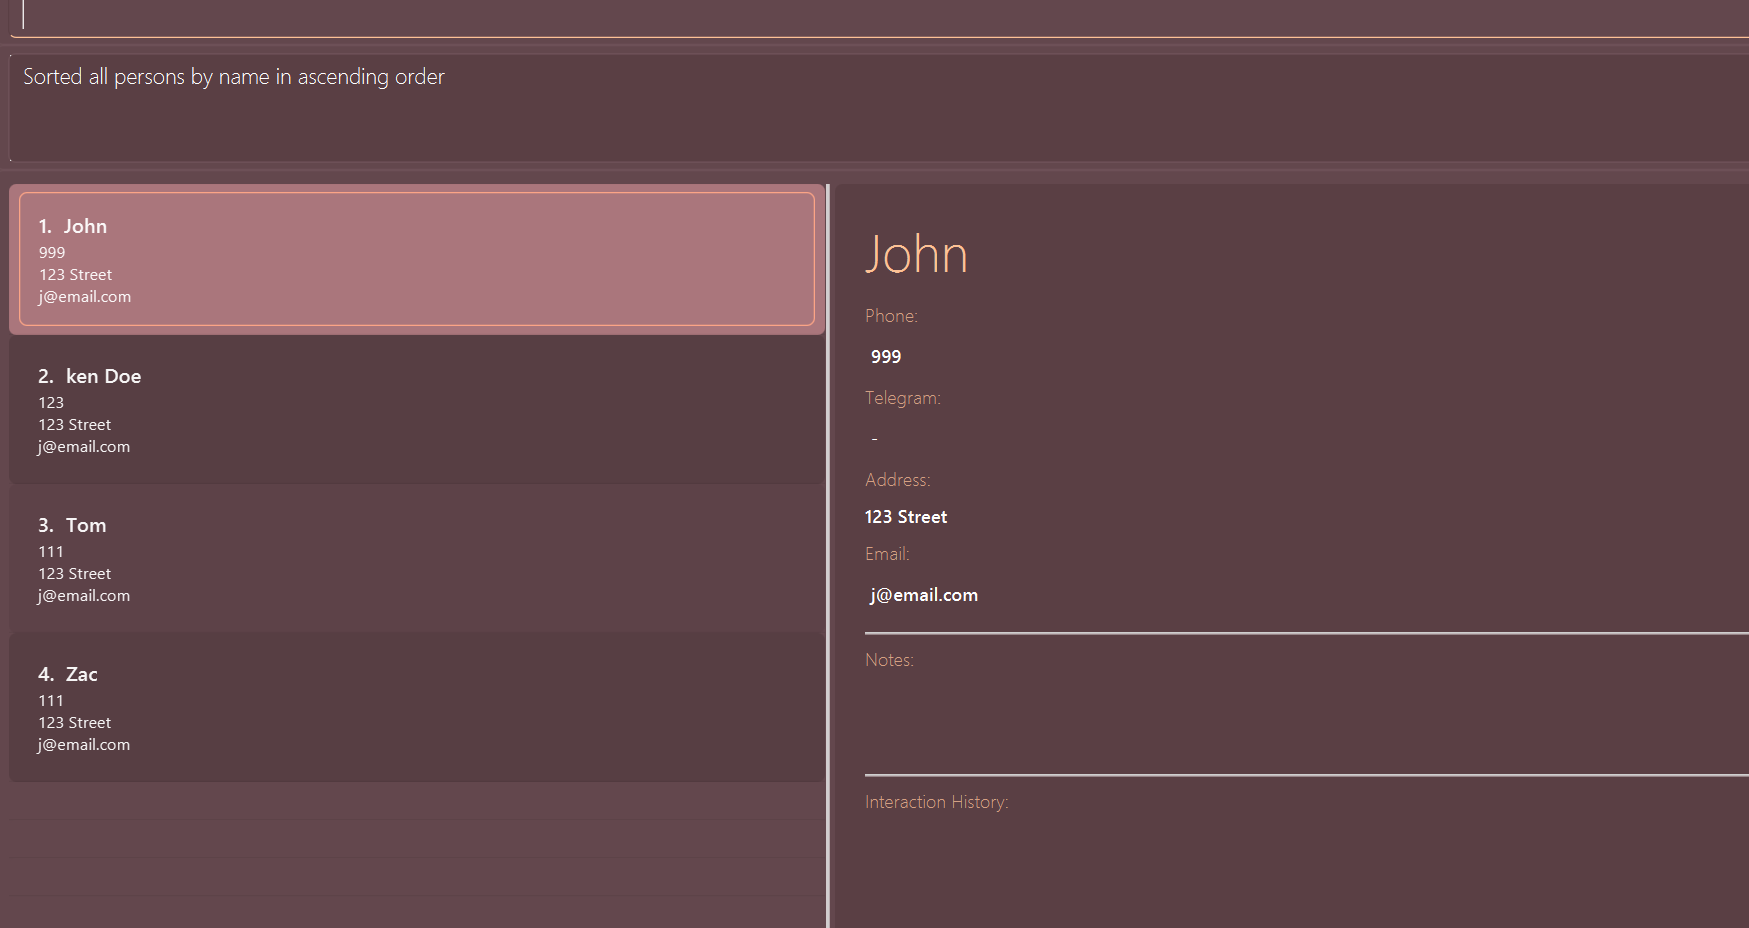 Sorted all persons by name in ascending order
1. John
999
123 Street
j@email.com
2. ken Doe
123
123 Street
j@email.com
3. Tom
111
123 Street
j@email.com
4. Zac
111
123 Street
j@email.com
John
Phone:
999
Telegram:
-
Address:
123 Street
Email:
j@email.com
Notes:
Interaction History: